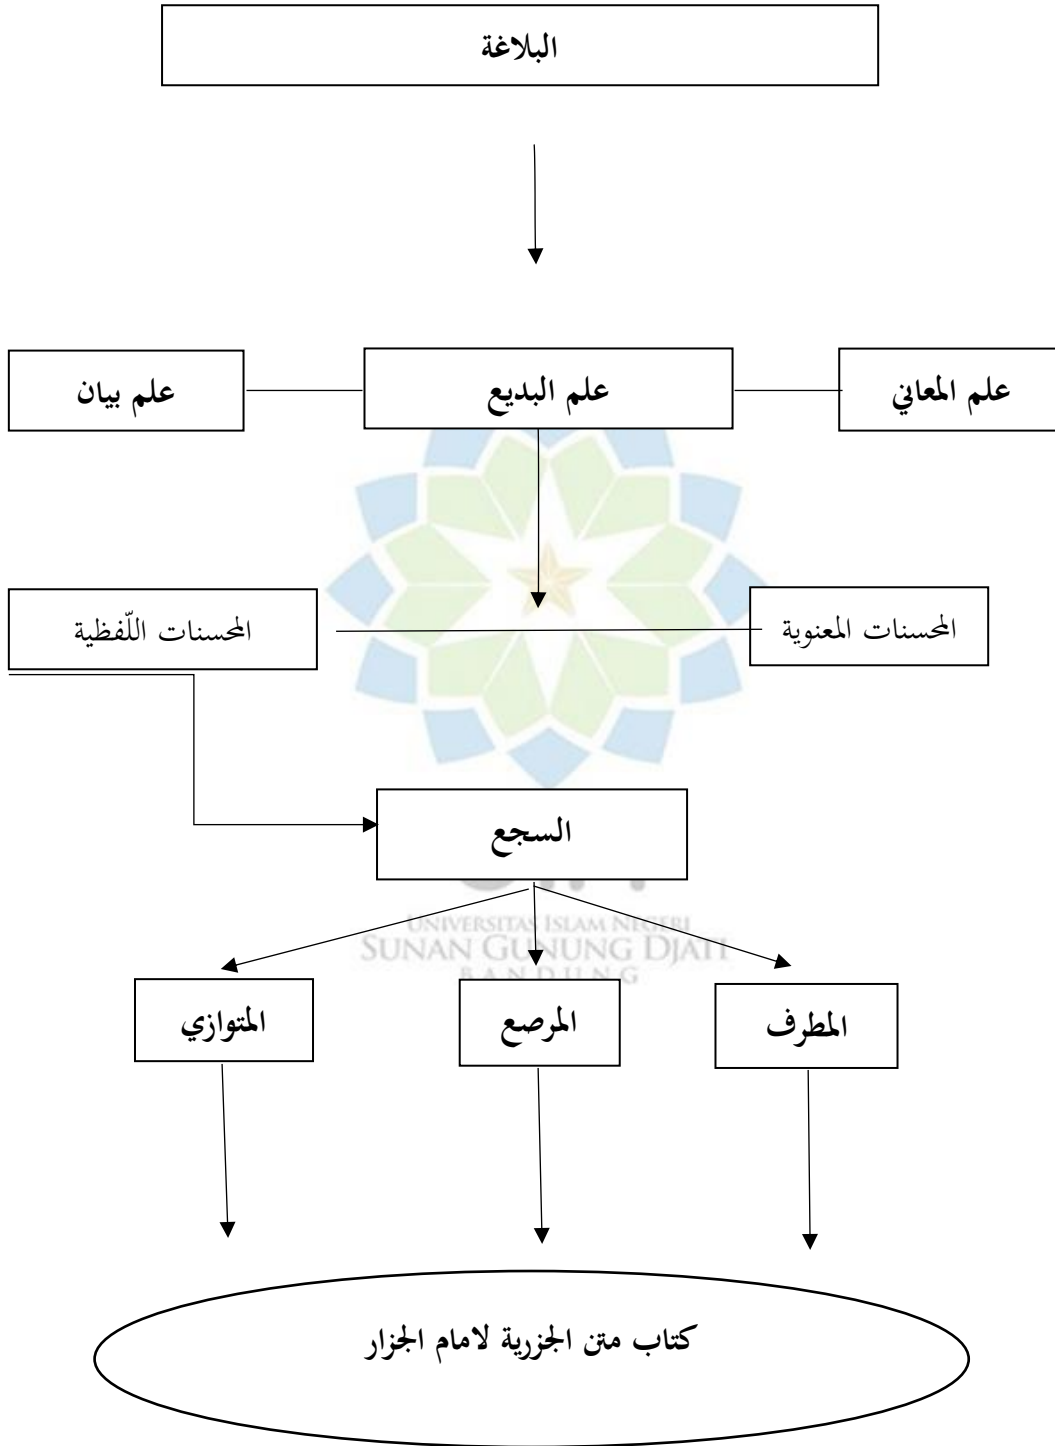 البلاغة
علم المعاني
علم البديع
علم بيان
المحسنات المعنوية
المحسنات اللّفظية
السجع
UNIVERSITAS ISLAM NEGERI
SUNAN GUNUNG DJATI
BANDUNG
المطرف
المرصع
المتوازي
كتاب متن الجزرية لامام الجزار